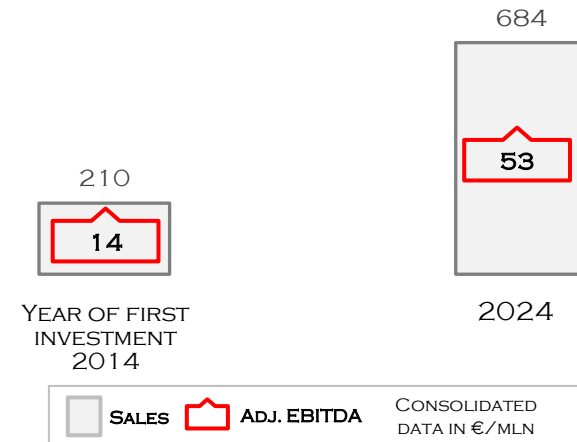 684
53
210
14
Year of first
investment
2014
2024
Sales
Adj. EBITDA
Consolidated
data in €/mln